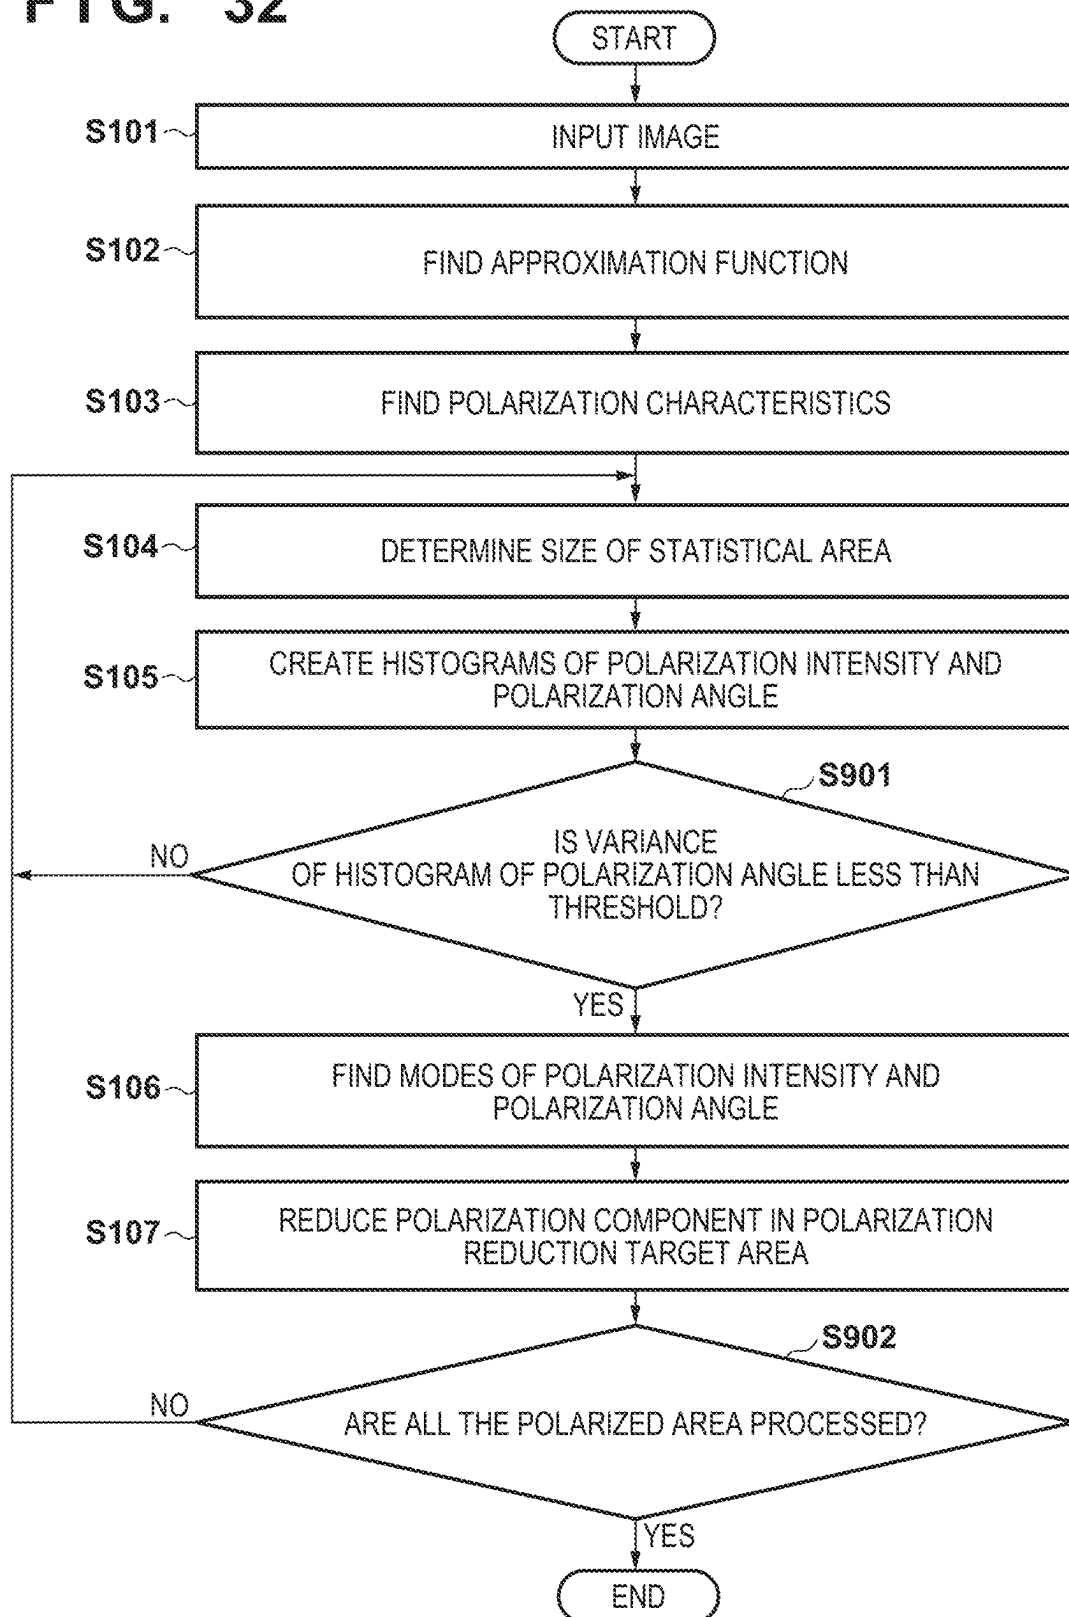 FIG. 32
START
S101
INPUT IMAGE
S102
FIND APPROXIMATION FUNCTION
S103
FIND POLARIZATION CHARACTERISTICS
S104
DETERMINE SIZE OF STATISTICAL AREA
S105
CREATE HISTOGRAMS OF POLARIZATION INTENSITY AND
POLARIZATION ANGLE
S901
IS VARIANCE
OF HISTOGRAM OF POLARIZATION ANGLE LESS THAN
THRESHOLD?
NO
YES
S106
FIND MODES OF POLARIZATION INTENSITY AND
POLARIZATION ANGLE
S107
REDUCE POLARIZATION COMPONENT IN POLARIZATION
REDUCTION TARGET AREA
S902
NO
ARE ALL THE POLARIZED AREA PROCESSED?
YES
END